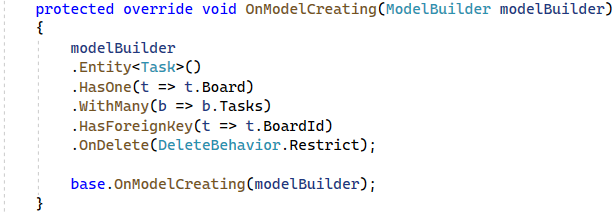 protected override void OnModelCreating(ModelBuilder modelBuilder)
{
modelBuilder
.Entity<Task>()
.HasOne(t => t.Board)
.WithMany(b => b.Tasks)
.HasForeignKey(t => t.BoardId)
.OnDelete(DeleteBehavior.Restrict);
base.OnModelCreating(modelBuilder);
}